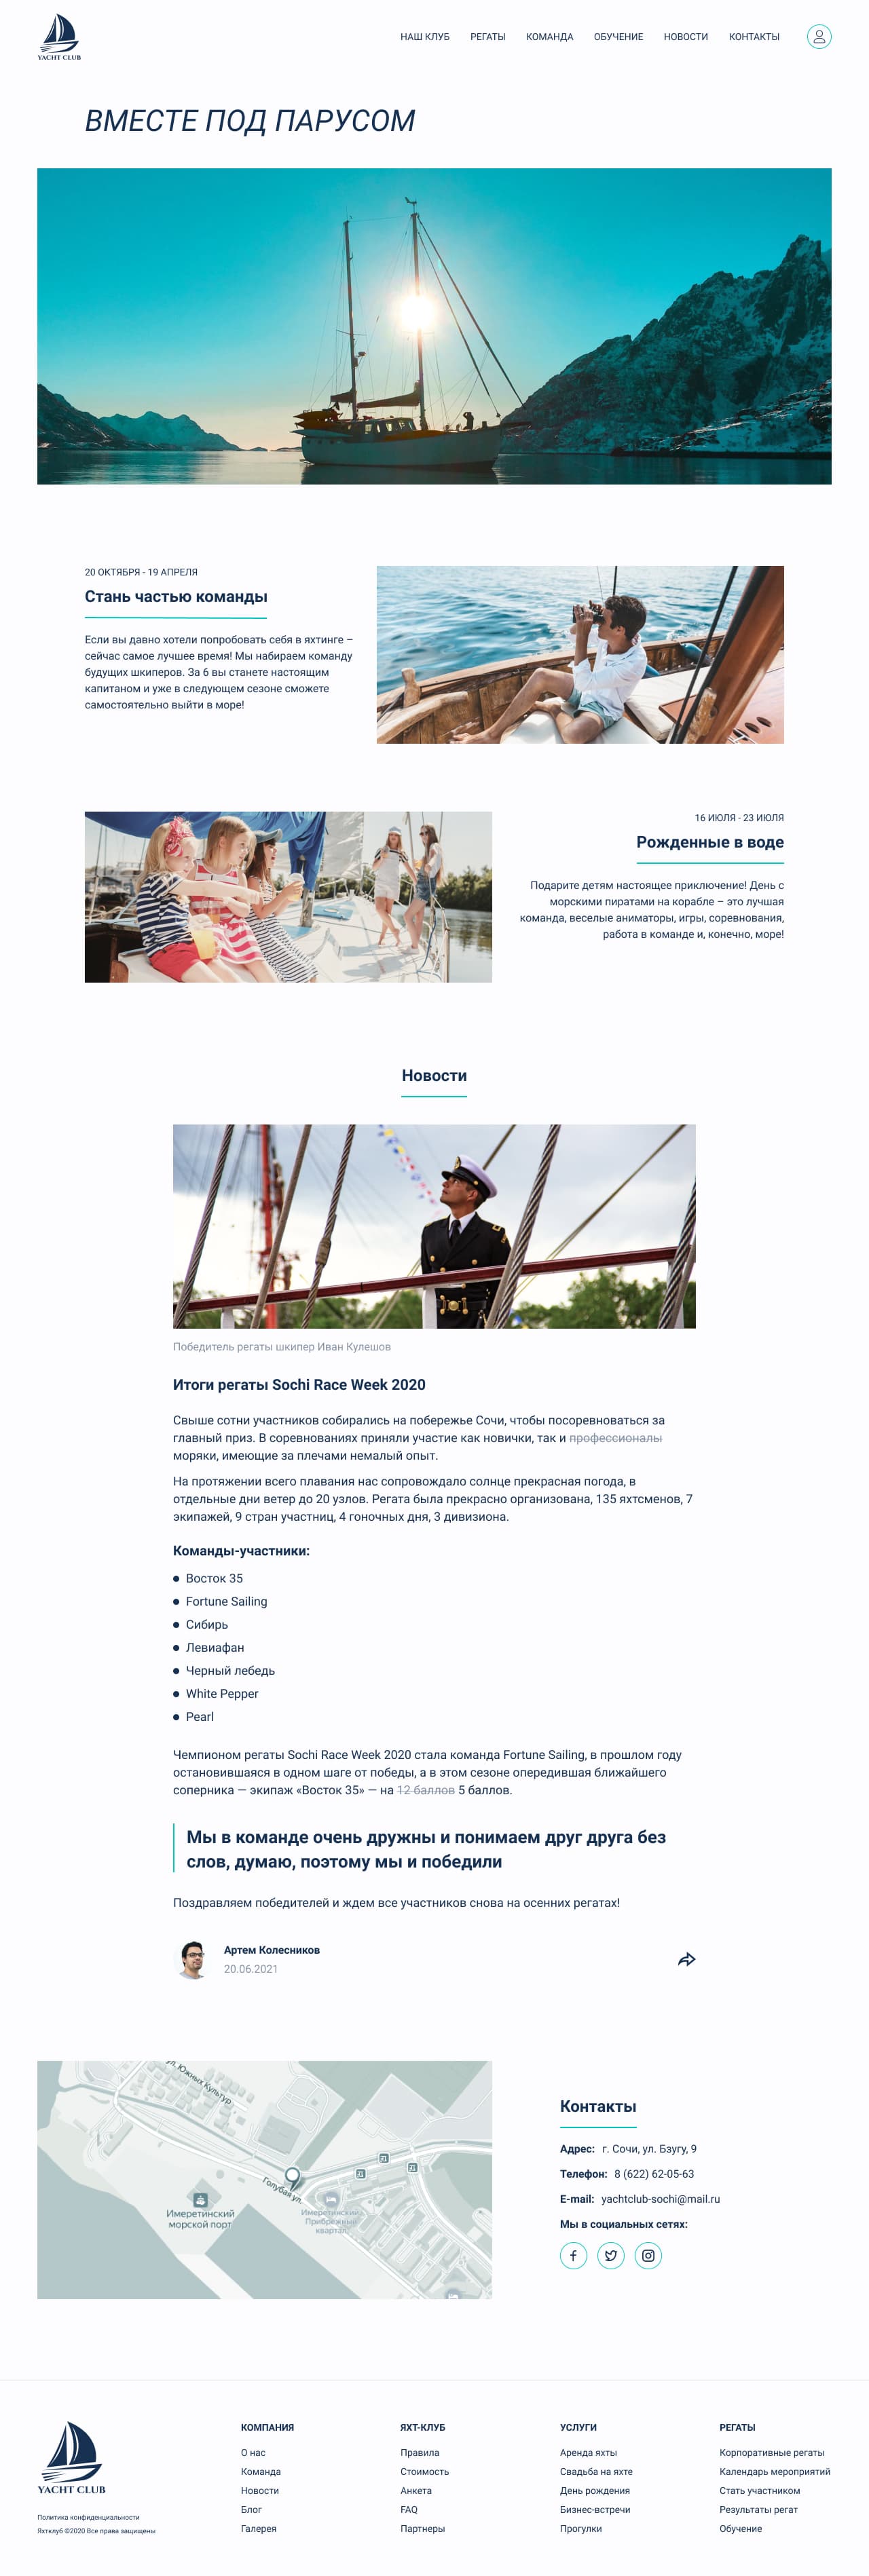 YACHT CLUB
НАШ КЛУБ РЕГАТЫ КОМАНДА ОБУЧЕНИЕ НОВОСТИ КОНТАКТЫ
ВМЕСТЕ ПОД ПАРУСОМ
20 ОКТЯБРЯ - 19 АПРЕЛЯ
Стань частью команды
Если вы давно хотели попробовать себя в яхтинге –
сейчас самое лучшее время! Мы набираем команду
будущих шкиперов. За 6 вы станете настоящим
капитаном и уже в следующем сезоне сможете
самостоятельно выйти в море!
16 ИЮЛЯ - 23 ИЮЛЯ
Рожденные в воде
Подарите детям настоящее приключение! День с
морскими пиратами на корабле – это лучшая
команда, веселые аниматоры, игры, соревнования,
работа в команде и, конечно, море!
Новости
Победитель регаты шкипер Иван Кулешов
Итоги регаты Sochi Race Week 2020
Свыше сотни участников собирались на побережье Сочи, чтобы посоревноваться за
главный приз. В соревнованиях приняли участие как новички, так и профессионалы
моряки, имеющие за плечами немалый опыт.
На протяжении всего плавания нас сопровождало солнце прекрасная погода, в
отдельные дни ветер до 20 узлов. Регата была прекрасно организована, 135 яхтсменов, 7
экипажей, 9 стран участниц, 4 гоночных дня, 3 дивизиона.
Команды-участники:
Восток 35
Fortune Sailing
Сибирь
Левиафан
Черный лебедь
White Pepper
Pearl
Чемпионом регаты Sochi Race Week 2020 стала команда Fortune Sailing, в прошлом году
остановившаяся в одном шаге от победы, а в этом сезоне опередившая ближайшего
соперника — экипаж «Восток 35» — на 12 баллов 5 баллов.
Мы в команде очень дружны и понимаем друг друга без
слов, думаю, поэтому мы и победили
Поздравляем победителей и ждем все участников снова на осенних регатах!
Артем Колесников
20.06.2021
ул. Южных Культур
Голубая ул.
Имеретинский
морской порт
Имеретинский
Прибрежный
квартал
Контакты
Адрес: г. Сочи, ул. Бзугу, 9
Телефон: 8 (622) 62-05-63
E-mail: yachtclub-sochi@mail.ru
Мы в социальных сетях:
YACHT CLUB
Политика конфиденциальности
Яхтклуб ©2020 Все права защищены
КОМПАНИЯ
О нас
Команда
Новости
Блог
Галерея
ЯХТ-КЛУБ
Правила
Стоимость
Анкета
FAQ
Партнеры
УСЛУГИ
Аренда яхты
Свадьба на яхте
День рождения
Бизнес-встречи
Прогулки
РЕГАТЫ
Корпоративные регаты
Календарь мероприятий
Стать участником
Результаты регат
Обучение